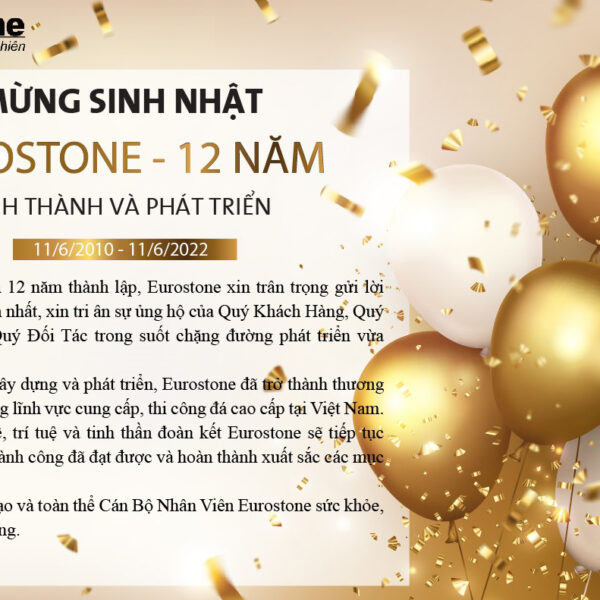 ne
hiên
MỪNG SINH NHẬT
OSTONE - 12 NĂM
H THÀNH VÀ PHÁT TRIỂN
11/6/2010 - 11/6/2022
12 năm thành lập, Eurostone xin trân trọng gửi lời
nhất, xin tri ân sự ủng hộ của Quý Khách Hàng, Quý
Quý Đối Tác trong suốt chặng đường phát triển vừa
ây dựng và phát triển, Eurostone đã trở thành thương
g lĩnh vực cung cấp, thi công đá cao cấp tại Việt Nam.
, trí tuệ và tinh thần đoàn kết Eurostone sẽ tiếp tục
ành công đã đạt được và hoàn thành xuất sắc các mục
ạo và toàn thể Cán Bộ Nhân Viên Eurostone sức khỏe,
ng.